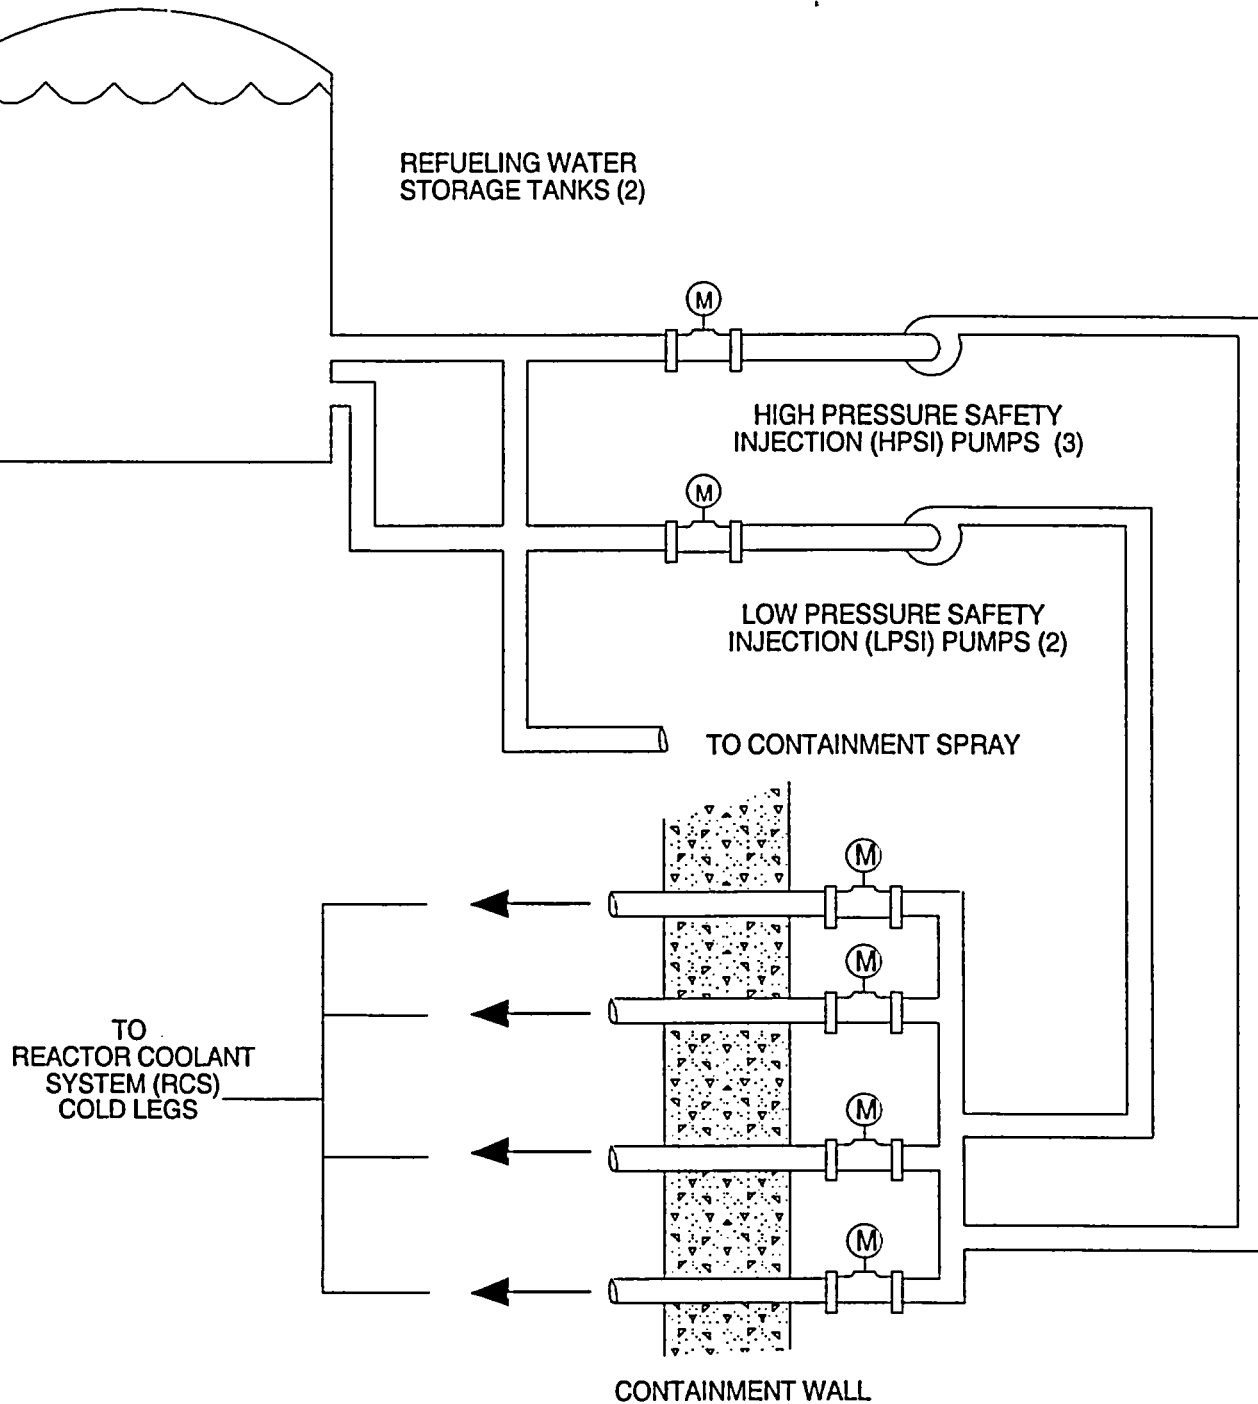 REFUELING WATER
STORAGE TANKS (2)
M
HIGH PRESSURE SAFETY
INJECTION (HPSI) PUMPS (3)
M
LOW PRESSURE SAFETY
INJECTION (LPSI) PUMPS (2)
TO CONTAINMENT SPRAY
M
M
TO
REACTOR COOLANT
SYSTEM (RCS)
COLD LEGS
M
M
CONTAINMENT WALL